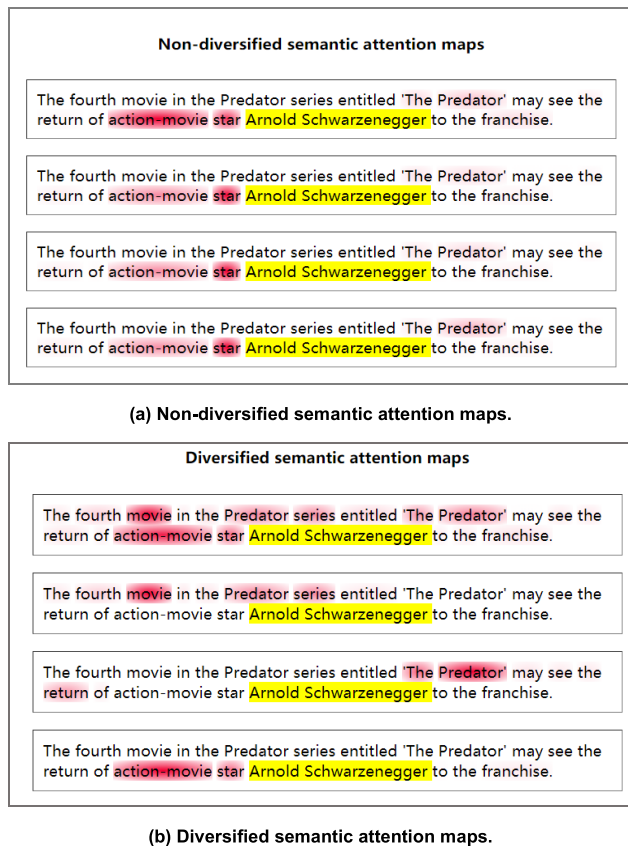 Non-diversified semantic attention maps
The fourth movie in the Predator series entitled 'The Predator' may see the
return of action-movie star Arnold Schwarzenegger to the franchise.
The fourth movie in the Predator series entitled 'The Predator' may see the
return of action-movie star Arnold Schwarzenegger to the franchise.
The fourth movie in the Predator series entitled 'The Predator' may see the
return of action-movie star Arnold Schwarzenegger to the franchise.
The fourth movie in the Predator series entitled 'The Predator' may see the
return of action-movie star Arnold Schwarzenegger to the franchise.
(a) Non-diversified semantic attention maps.
Diversified semantic attention maps
The fourth movie in the Predator series entitled 'The Predator' may see the
return of action-movie star Arnold Schwarzenegger to the franchise.
The fourth movie in the Predator series entitled 'The Predator' may see the
return of action-movie star Arnold Schwarzenegger to the franchise.
The fourth movie in the Predator series entitled 'The Predator' may see the
return of action-movie star Arnold Schwarzenegger to the franchise.
The fourth movie in the Predator series entitled 'The Predator' may see the
return of action-movie star Arnold Schwarzenegger to the franchise.
(b) Diversified semantic attention maps.